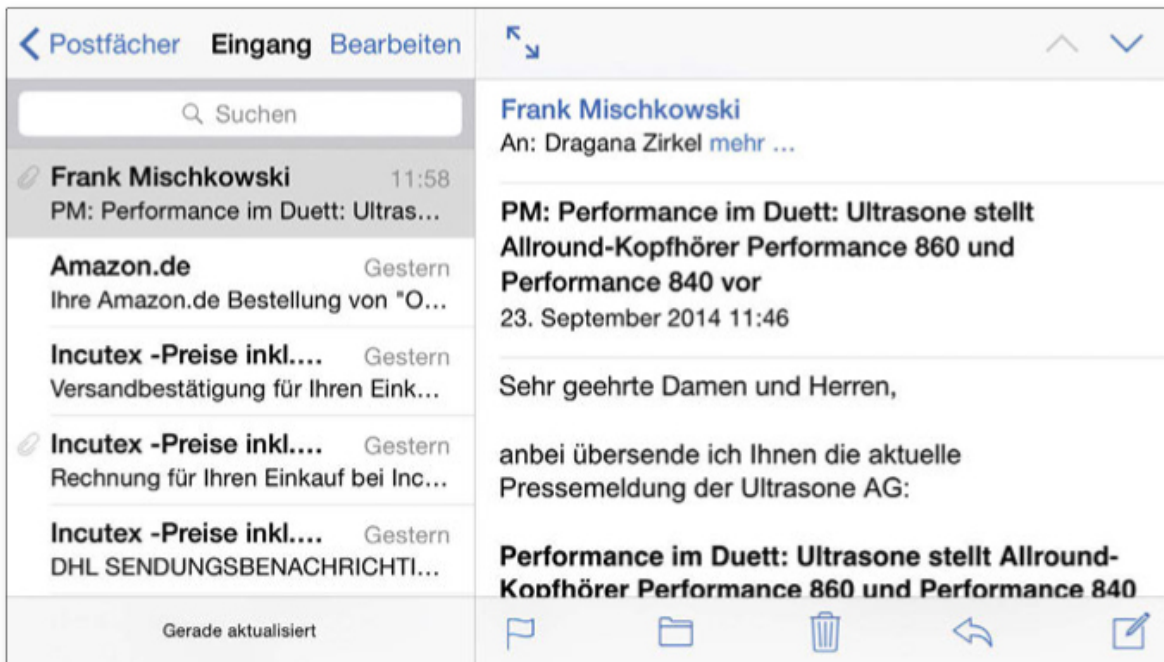 Postfächer Eingang Bearbeiten
Suchen
Frank Mischkowski 11:58
PM: Performance im Duett: Ultras...
Amazon.de Gestern
Ihre Amazon.de Bestellung von "O...
Incutex -Preise inkl.... Gestern
Versandbestätigung für Ihren Eink...
Incutex -Preise inkl.... Gestern
Rechnung für Ihren Einkauf bei Inc...
Incutex -Preise inkl.... Gestern
DHL SENDUNGSBENACHRICHTI...
Gerade aktualisiert
Frank Mischkowski
An: Dragana Zirkel mehr ...
PM: Performance im Duett: Ultrasone stellt
Allround-Kopfhörer Performance 860 und
Performance 840 vor
23. September 2014 11:46
Sehr geehrte Damen und Herren,
anbei übersende ich Ihnen die aktuelle
Pressemeldung der Ultrasone AG:
Performance im Duett: Ultrasone stellt Allround-
Kopfhörer Performance 860 und Performance 840